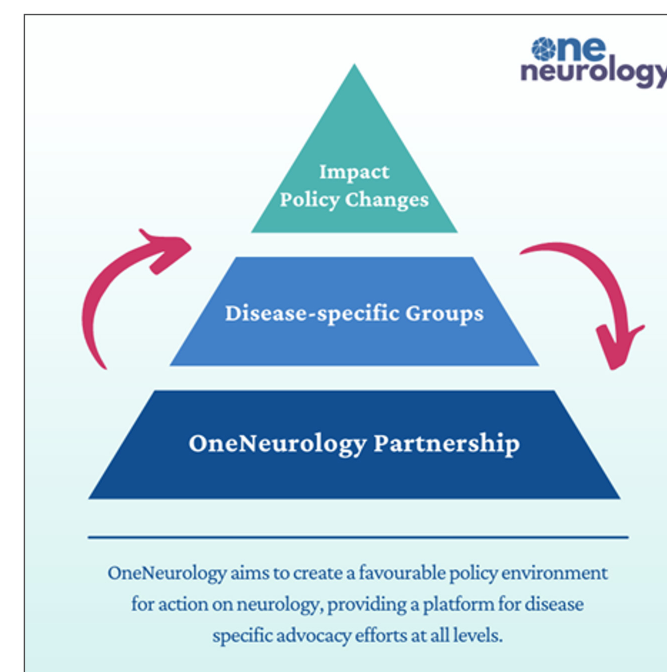 One
neurology
Impact
Policy Changes
Disease-specific Groups
OneNeurology Partnership
OneNeurology aims to create a favourable policy environment
for action on neurology, providing a platform for disease
specific advocacy efforts at all levels.